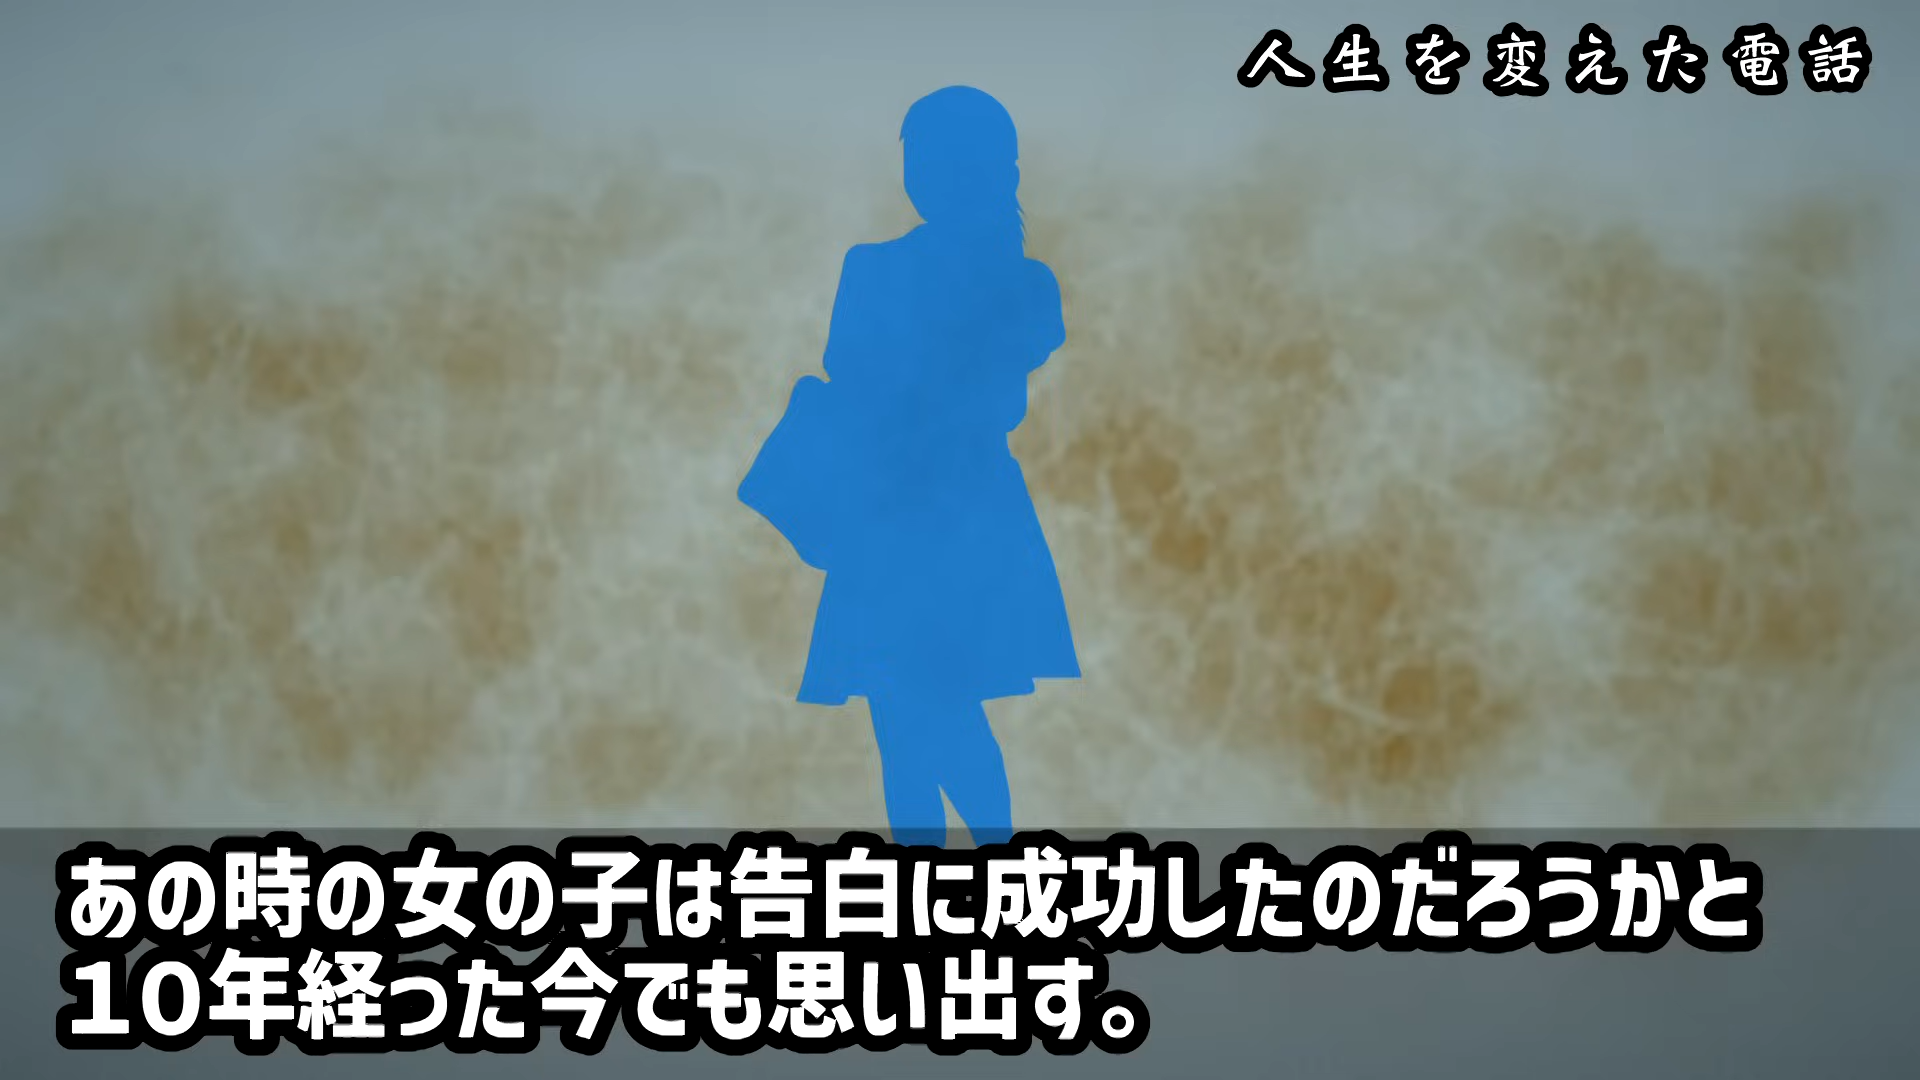 人生を変えた電話
あの時の女の子は告白に成功したのだろうかと
１０年経った今でも思い出す。